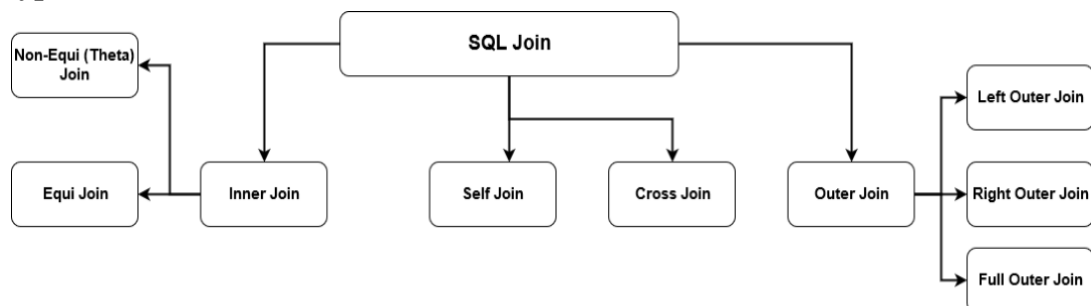 SQL Join
Non-Equi (Theta)
Join
Left Outer Join
Equi Join
Inner Join
Self Join
Cross Join
Outer Join
Right Outer Join
Full Outer Join